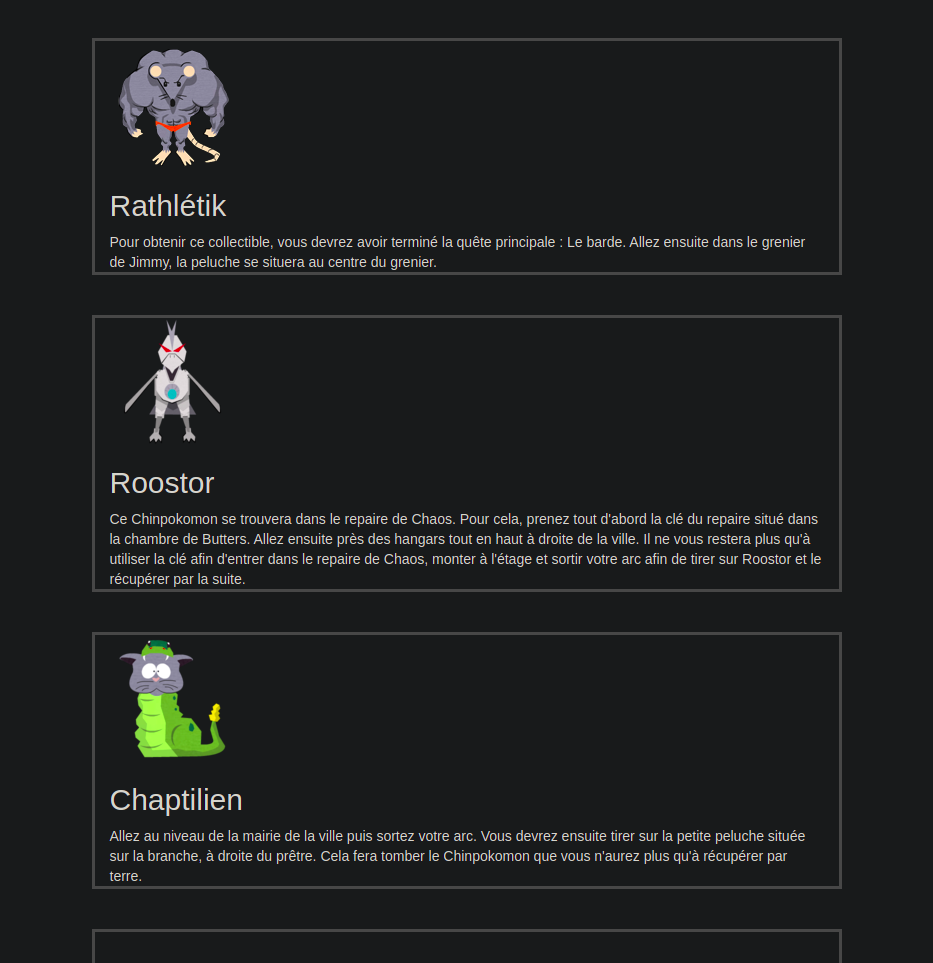 Rathlétik
Pour obtenir ce collectible, vous devrez avoir terminé la quête principale : Le barde. Allez ensuite dans le grenier
de Jimmy, la peluche se situera au centre du grenier.
Roostor
Ce Chinpokomon se trouvera dans le repaire de Chaos. Pour cela, prenez tout d'abord la clé du repaire situé dans
la chambre de Butters. Allez ensuite près des hangars tout en haut à droite de la ville. Il ne vous restera plus qu'à
utiliser la clé afin d'entrer dans le repaire de Chaos, monter à l'étage et sortir votre arc afin de tirer sur Roostor et le
récupérer par la suite.
Chaptilien
Allez au niveau de la mairie de la ville puis sortez votre arc. Vous devrez ensuite tirer sur la petite peluche située
sur la branche, à droite du prêtre. Cela fera tomber le Chinpokomon que vous n'aurez plus qu'à récupérer par
terre.